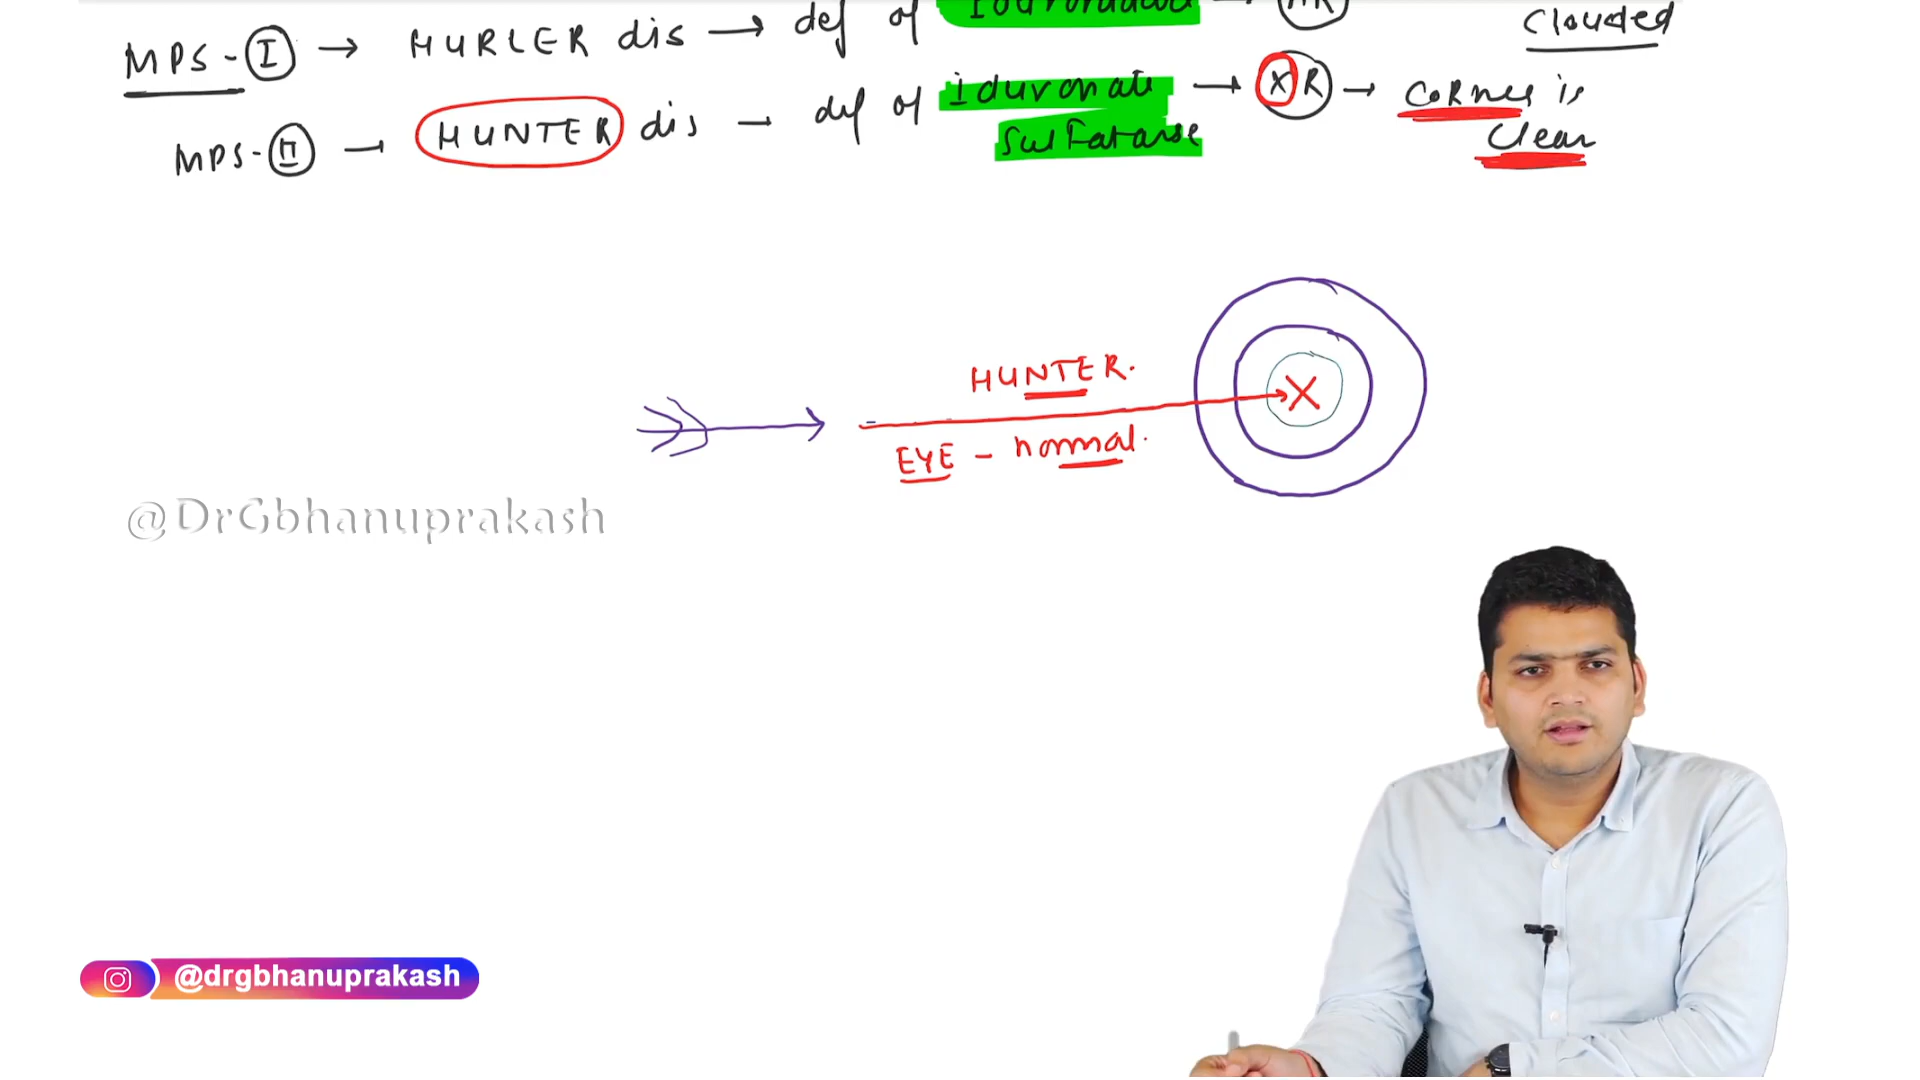 MPS - I → HURLER dis → def of → AR Clouded
MPS - II → HUNTER dis - def of Iduronate → XR → CORnea is
Sulfatase clear
HUNTER.
EYE - normal.
@DrGbhanuprakash
@drgbhanuprakash